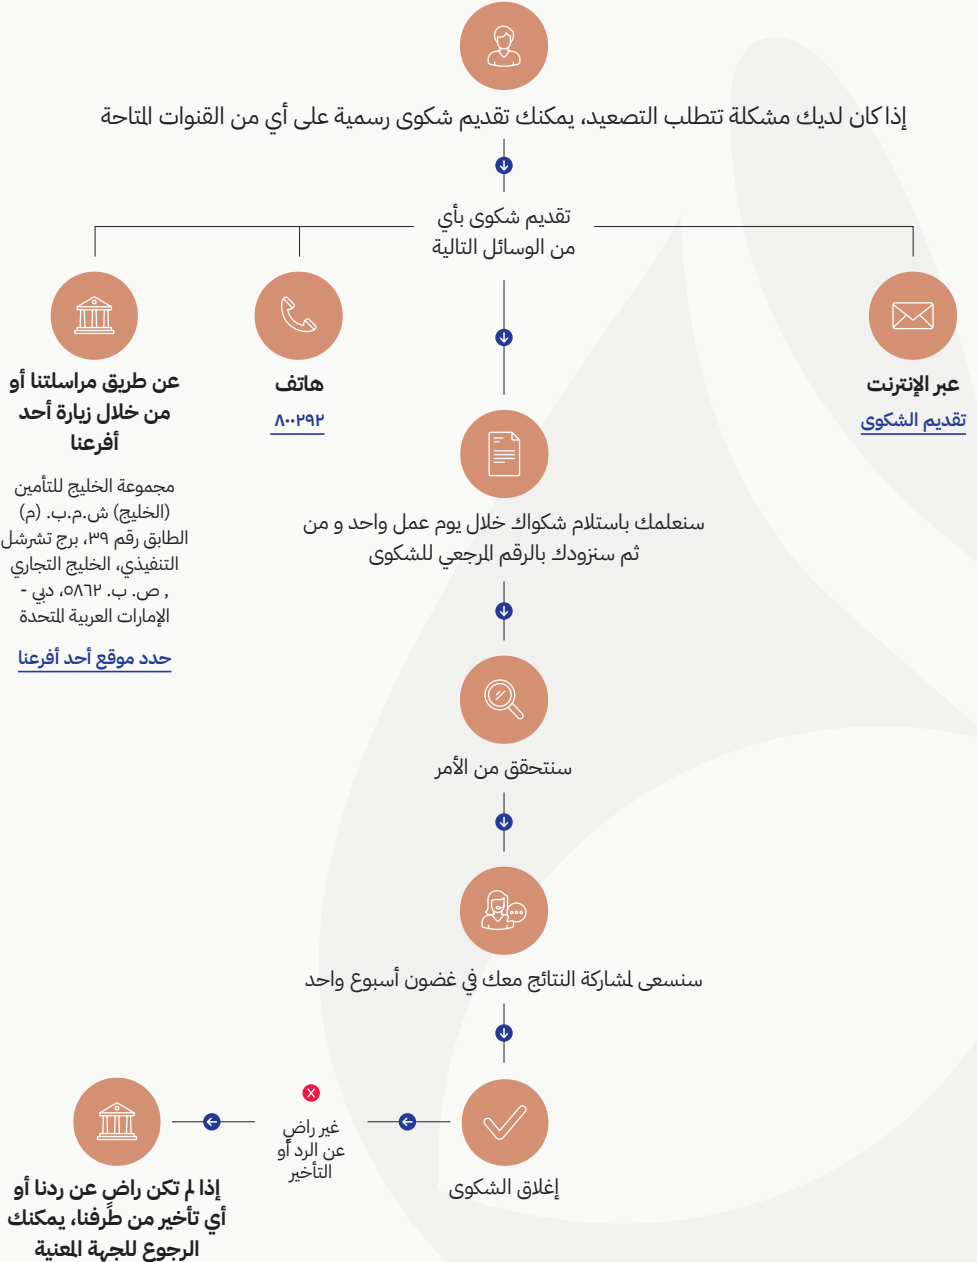 إذا كان لديك مشكلة تتطلب التصعيد، يمكنك تقديم شكوى رسمية على أي من القنوات المتاحة
تقديم شكوى بأي
من الوسائل التالية
عبر الإنترنت
تقديم الشكوى
هاتف
٨٠٠٢٩٢
عن طريق مراسلتنا أو
من خلال زيارة أحد
أفرعنا
مجموعة الخليج للتأمين
(الخليج) ش.م.ب. (م)
الطابق رقم ٣٩، برج تشرشل
التنفيذي، الخليج التجاري
, ص. ب. ٥٨٦٢، دبي -
الإمارات العربية المتحدة
حدد موقع أحد أفرعنا
سنعلمك باستلام شكواك خلال يوم عمل واحد و من
ثم سنزودك بالرقم المرجعي للشكوى
سنتحقق من الأمر
سنسعى لمشاركة النتائج معك في غضون أسبوع واحد
إغلاق الشكوى
غير راضٍ
عن الرد أو
التأخير
إذا لم تكن راضٍ عن ردنا أو
أي تأخير من طرفنا، يمكنك
الرجوع للجهة المعنية